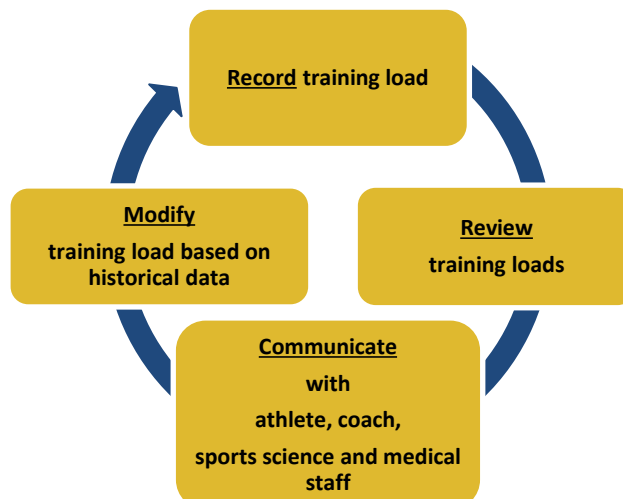 Record training load
Review
training loads
Communicate
with
athlete, coach,
sports science and medical
staff
Modify
training load based on
historical data